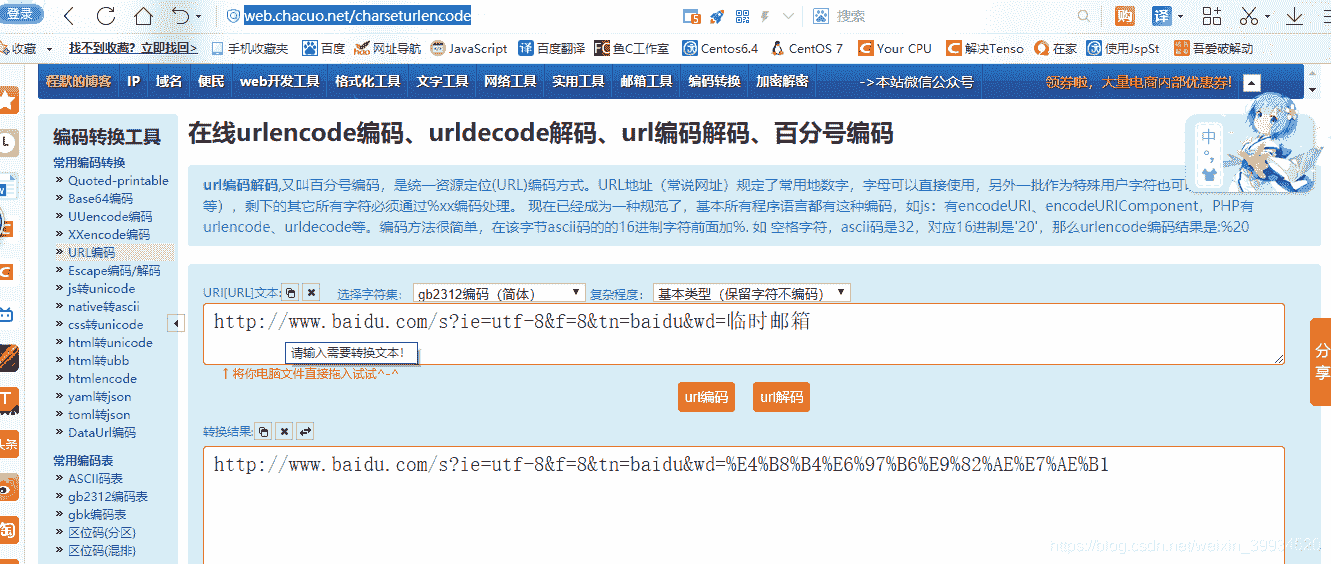 登录 web.chacuo.net/charseturlencode 搜索 购 译
收藏 找不到收藏？立即找回> 手机收藏夹 百度 网址导航 JavaScript 译 百度翻译 FC 鱼C工作室 Centos6.4 CentOS 7 Your CPU 解决Tenso 在家 使用JspSt 吾爱破解动
程默的博客 IP 域名 便民 web开发工具 格式化工具 文字工具 网络工具 实用工具 邮箱工具 编码转换 加密解密 ->本站微信公众号 领券啦，大量电商内部优惠券!
编码转换工具
常用编码转换
Quoted-printable
Base64编码
UUencode编码
XXencode编码
URL编码
Escape编码/解码
js转unicode
native转ascii
css转unicode
html转unicode
html转ubb
htmlencode
yaml转json
toml转json
DataUrl编码
常用编码表
ASCII码表
gb2312编码表
gbk编码表
区位码(分区)
区位码(混排)
在线urlencode编码、urldecode解码、url编码解码、百分号编码
中
url编码解码,又叫百分号编码，是统一资源定位(URL)编码方式。URL地址（常说网址）规定了常用地数字，字母可以直接使用，另外一批作为特殊用户字符也可
等），剩下的其它所有字符必须通过%xx编码处理。 现在已经成为一种规范了，基本所有程序语言都有这种编码，如js：有encodeURI、encodeURIComponent，PHP有
urlencode、urldecode等。编码方法很简单，在该字节ascii码的的16进制字符前面加%. 如 空格字符，ascii码是32，对应16进制是'20'，那么urlencode编码结果是:%20
URI[URL]文本: 选择字符集: gb2312编码（简体） 复杂程度: 基本类型（保留字符不编码）
http://www.baidu.com/s?ie=utf-8&f=8&tn=baidu&wd=临时邮箱
请输入需要转换文本！
↑将你电脑文件直接拖入试试^-^
url编码 url解码
转换结果:
http://www.baidu.com/s?ie=utf-8&f=8&tn=baidu&wd=%E4%B8%B4%E6%97%B6%E9%82%AE%E7%AE%B1
分享
头条
淘
https://blog.csdn.net/weixin_39934520